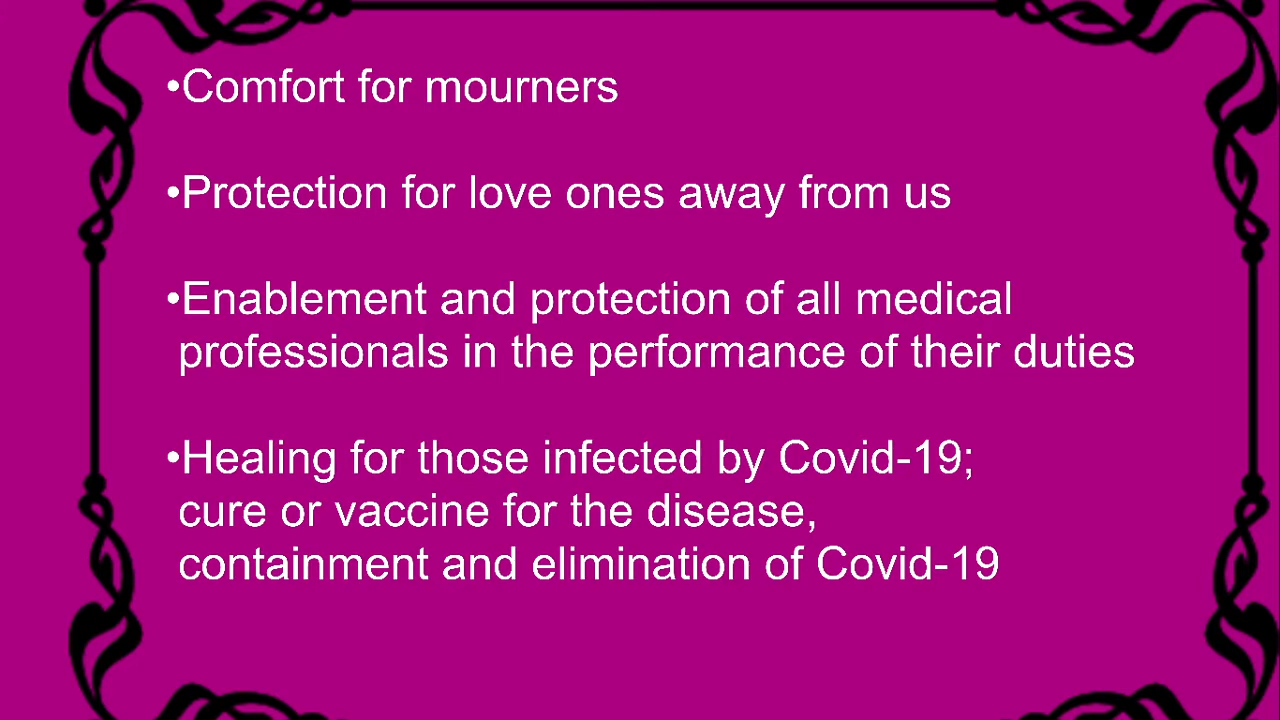 •Comfort for mourners
•Protection for love ones away from us
•Enablement and protection of all medical
professionals in the performance of their duties
•Healing for those infected by Covid-19;
cure or vaccine for the disease,
containment and elimination of Covid-19